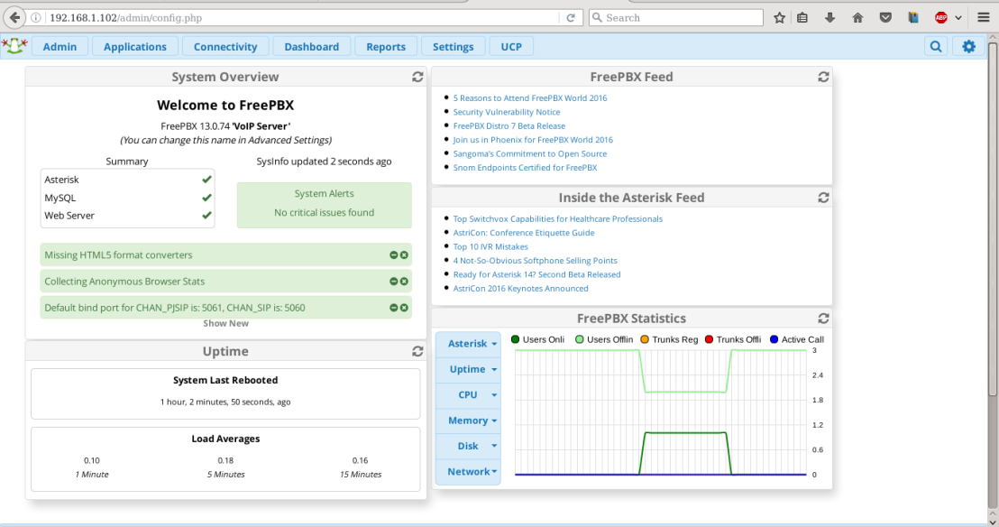 192.168.1.102/admin/config.php
Search
ABP
Admin
Applications
Connectivity
Dashboard
Reports
Settings
UCP
System Overview
Welcome to FreePBX
FreePBX 13.0.74 'VoIP Server'
(You can change this name in Advanced Settings)
Summary
SysInfo updated 2 seconds ago
Asterisk
MySQL
Web Server
System Alerts
No critical issues found
Missing HTML5 format converters
Collecting Anonymous Browser Stats
Default bind port for CHAN_PJSIP is: 5061, CHAN_SIP is: 5060
Show New
Uptime
System Last Rebooted
1 hour, 2 minutes, 50 seconds, ago
Load Averages
0.10
0.18
0.16
1 Minute
5 Minutes
15 Minutes
FreePBX Feed
5 Reasons to Attend FreePBX World 2016
Security Vulnerability Notice
FreePBX Distro 7 Beta Release
Join us in Phoenix for FreePBX World 2016
Sangoma's Commitment to Open Source
Snom Endpoints Certified for FreePBX
Inside the Asterisk Feed
Top Switchvox Capabilities for Healthcare Professionals
AstriCon: Conference Etiquette Guide
Top 10 IVR Mistakes
4 Not-So-Obvious Softphone Selling Points
Ready for Asterisk 14? Second Beta Released
AstriCon 2016 Keynotes Announced
FreePBX Statistics
Asterisk
Uptime
CPU
Memory
Disk
Network
Users Onli
Users Offlin
Trunks Reg
Trunks Offli
Active Call
3
2.4
1.8
1.2
0.6
0